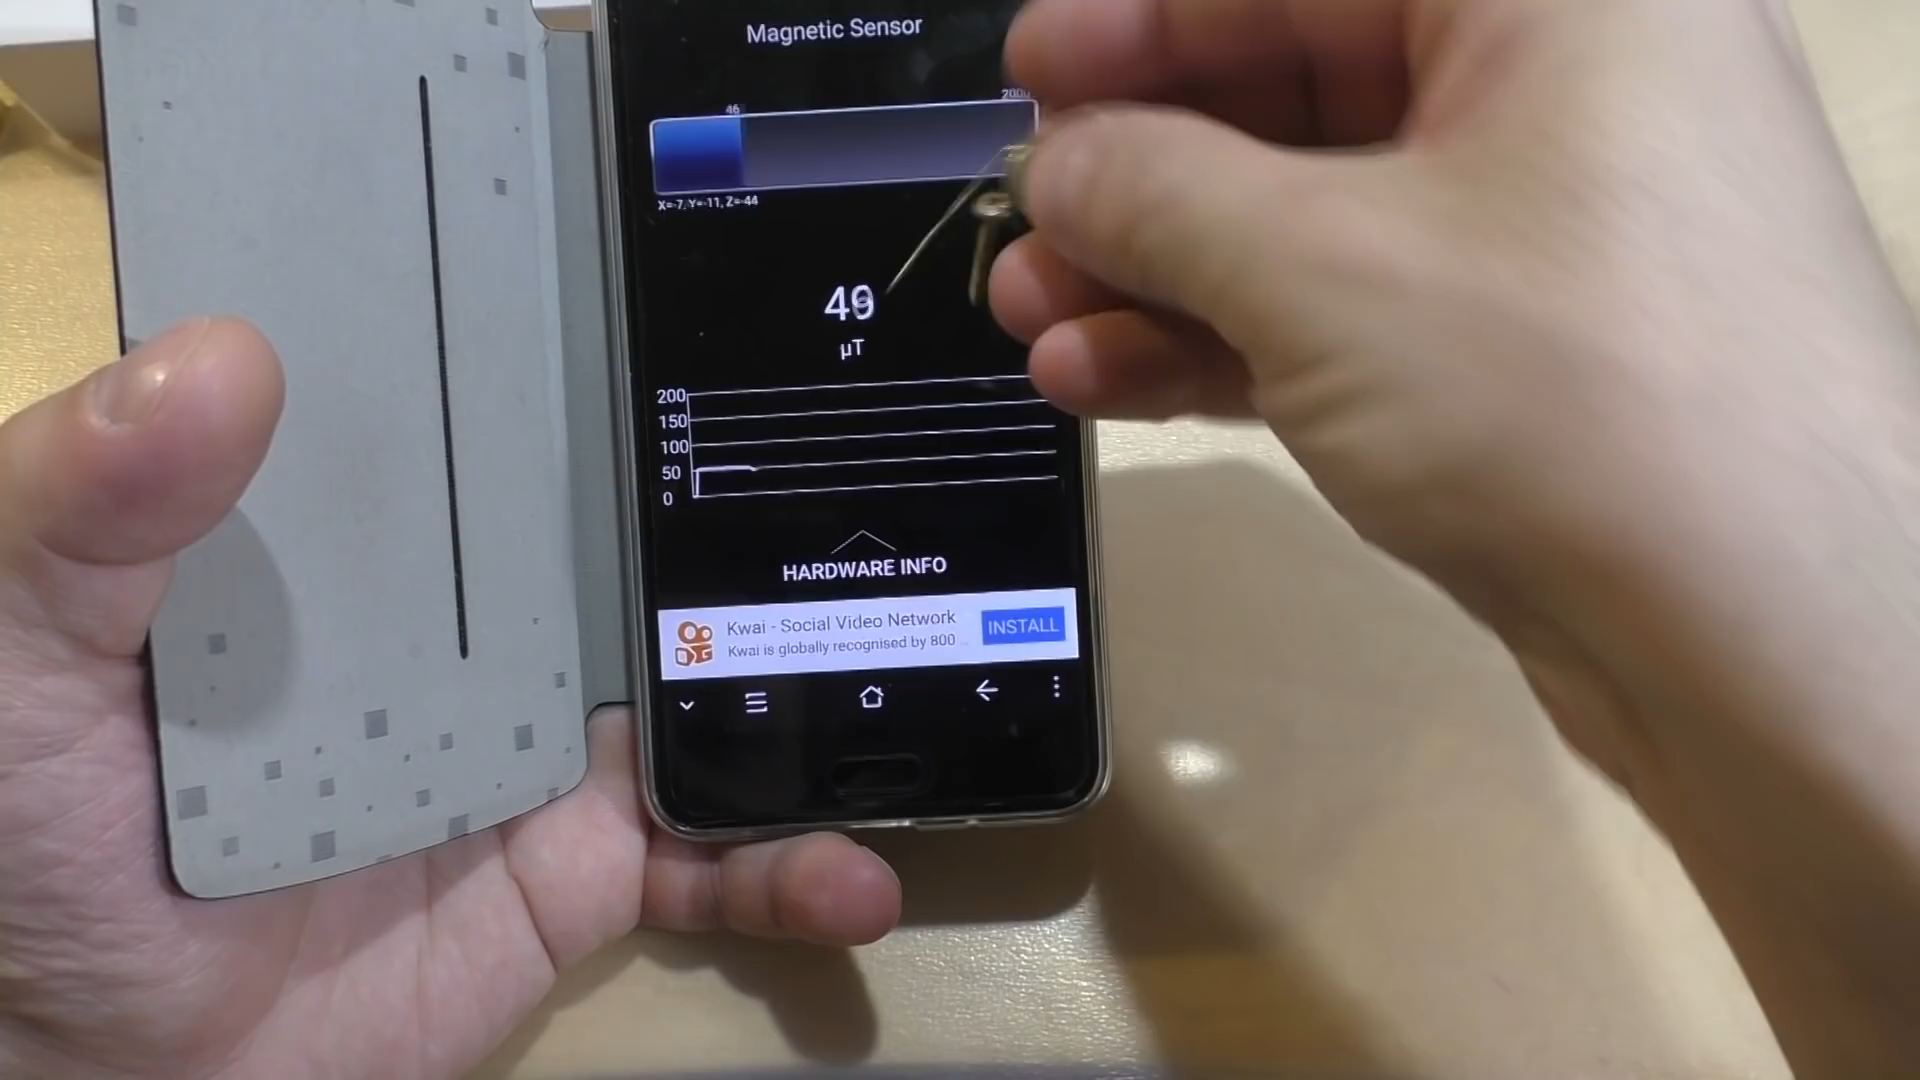 Magnetic Sensor
46
X=-7, Y=-11, Z=-44
µT
200
150
100
50
0
HARDWARE INFO
Kwai - Social Video Network
INSTALL
Kwai is globally recognised by 800 ...